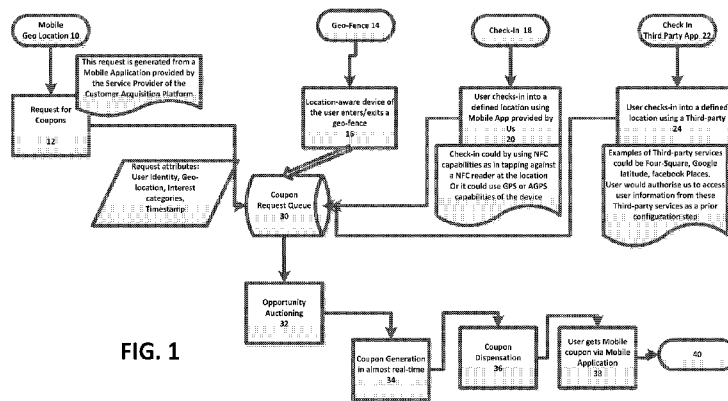 Mobile
Geo Location 10
This request is generated from a
Mobile Application provided by
the Service Provider of the
Customer Acquisition Platform.
Request for
Coupons
12
Request attributes:
User Identity, Geo-
location, Interest
categories,
Timestamp
Geo-Fence 14
Location-aware device of
the user enters/exits a
geo-fence
16
Check-In 18
User checks-in into a
defined location using
Mobile App provided by
Us
20
Check-in could by using NFC
capabilities as in tapping against
a NFC reader at the location
Or it could use GPS or AGPS
capabilities of the device
Check In
Third Party App 22
User checks-in into a defined
location using a Third-party
24
Examples of Third-party services
could be Four-Square, Google
latitude, facebook Places.
User would authorise us to access
user information from these
Third-party services as a prior
configuration step
Coupon
Request Queue
30
Opportunity
Auctioning
32
Coupon Generation
in almost real-time
34
Coupon
Dispensation
36
User gets Mobile
coupon via Mobile
Application
38
40
FIG. 1